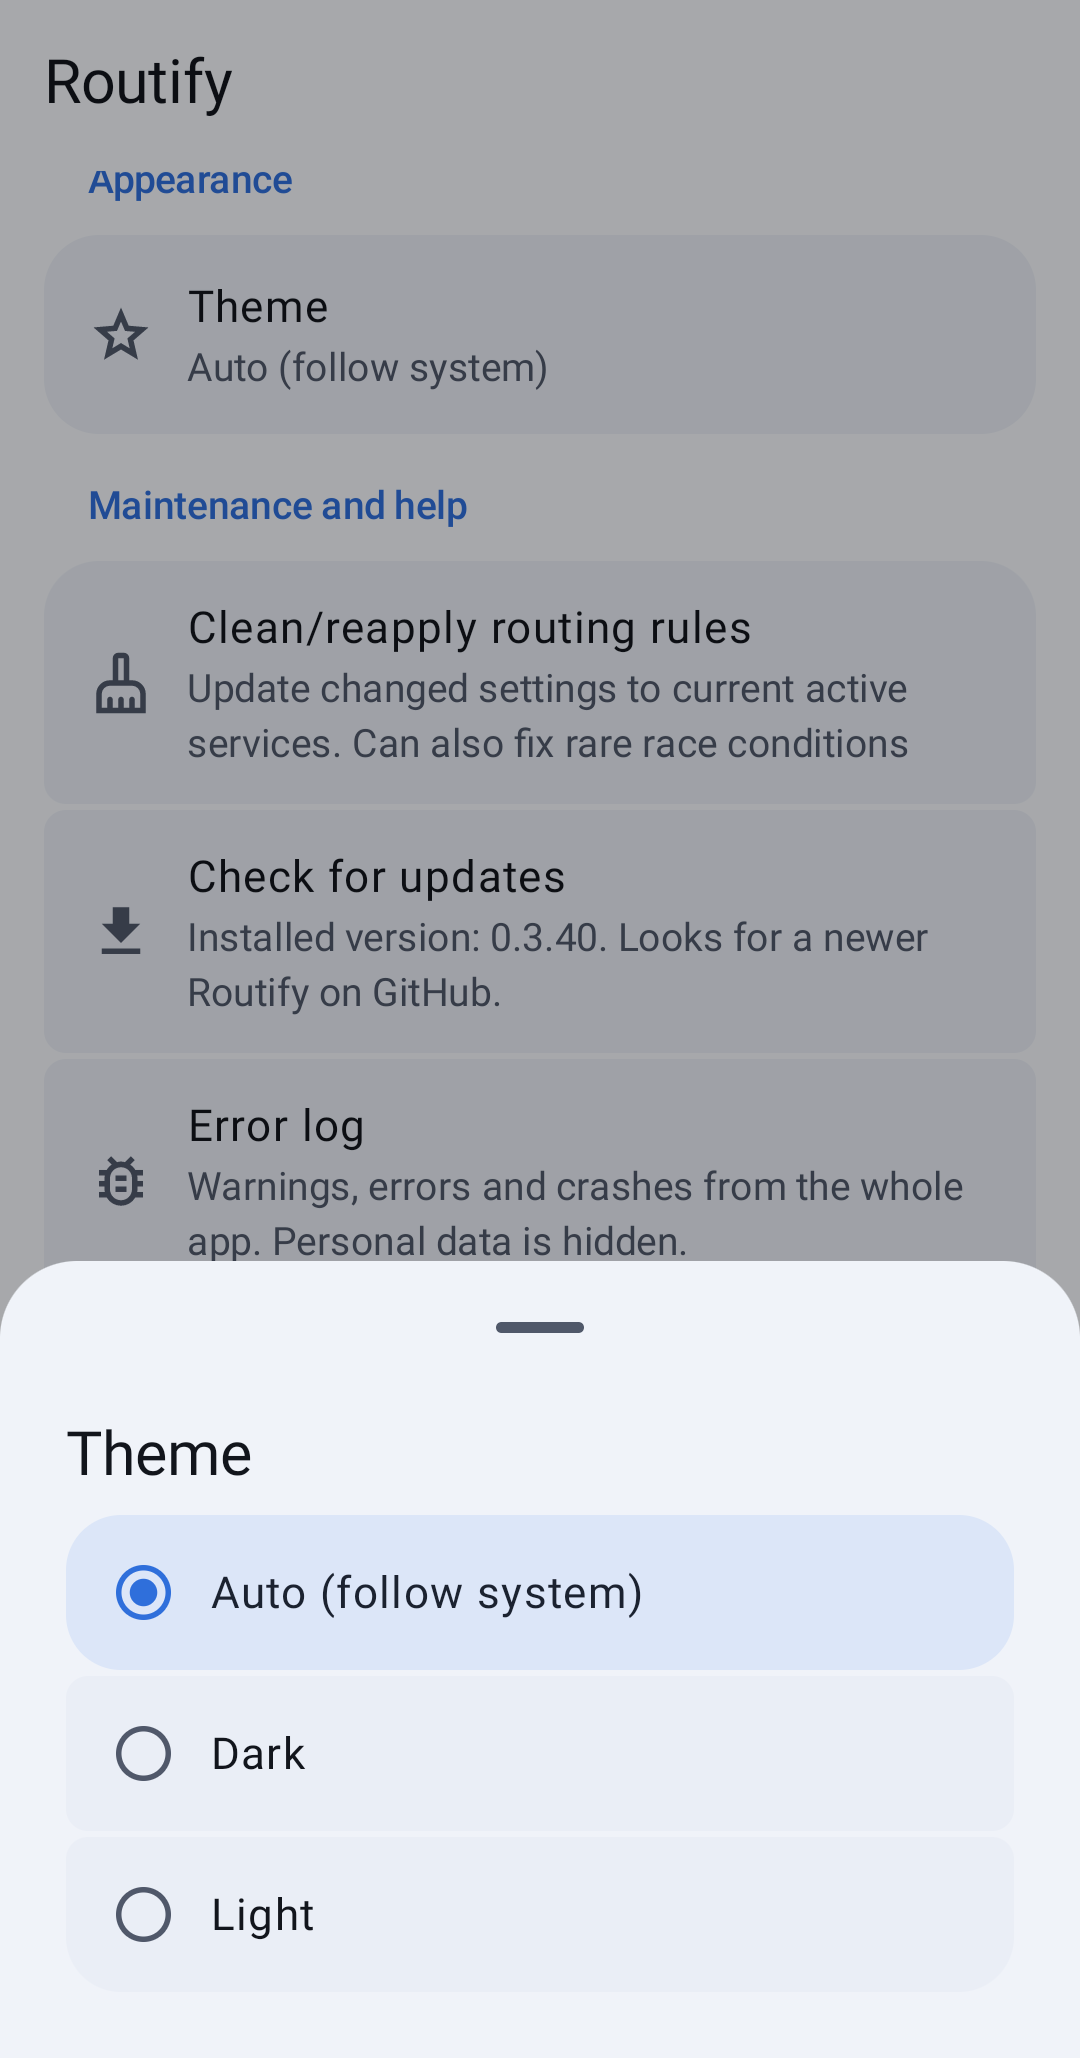 Routify
Appearance
Theme
Auto (follow system)
Maintenance and help
Clean/reapply routing rules
Update changed settings to current active
services. Can also fix rare race conditions
Check for updates
Installed version: 0.3.40. Looks for a newer
Routify on GitHub.
Error log
Warnings, errors and crashes from the whole
app. Personal data is hidden.
Theme
Auto (follow system)
Dark
Light